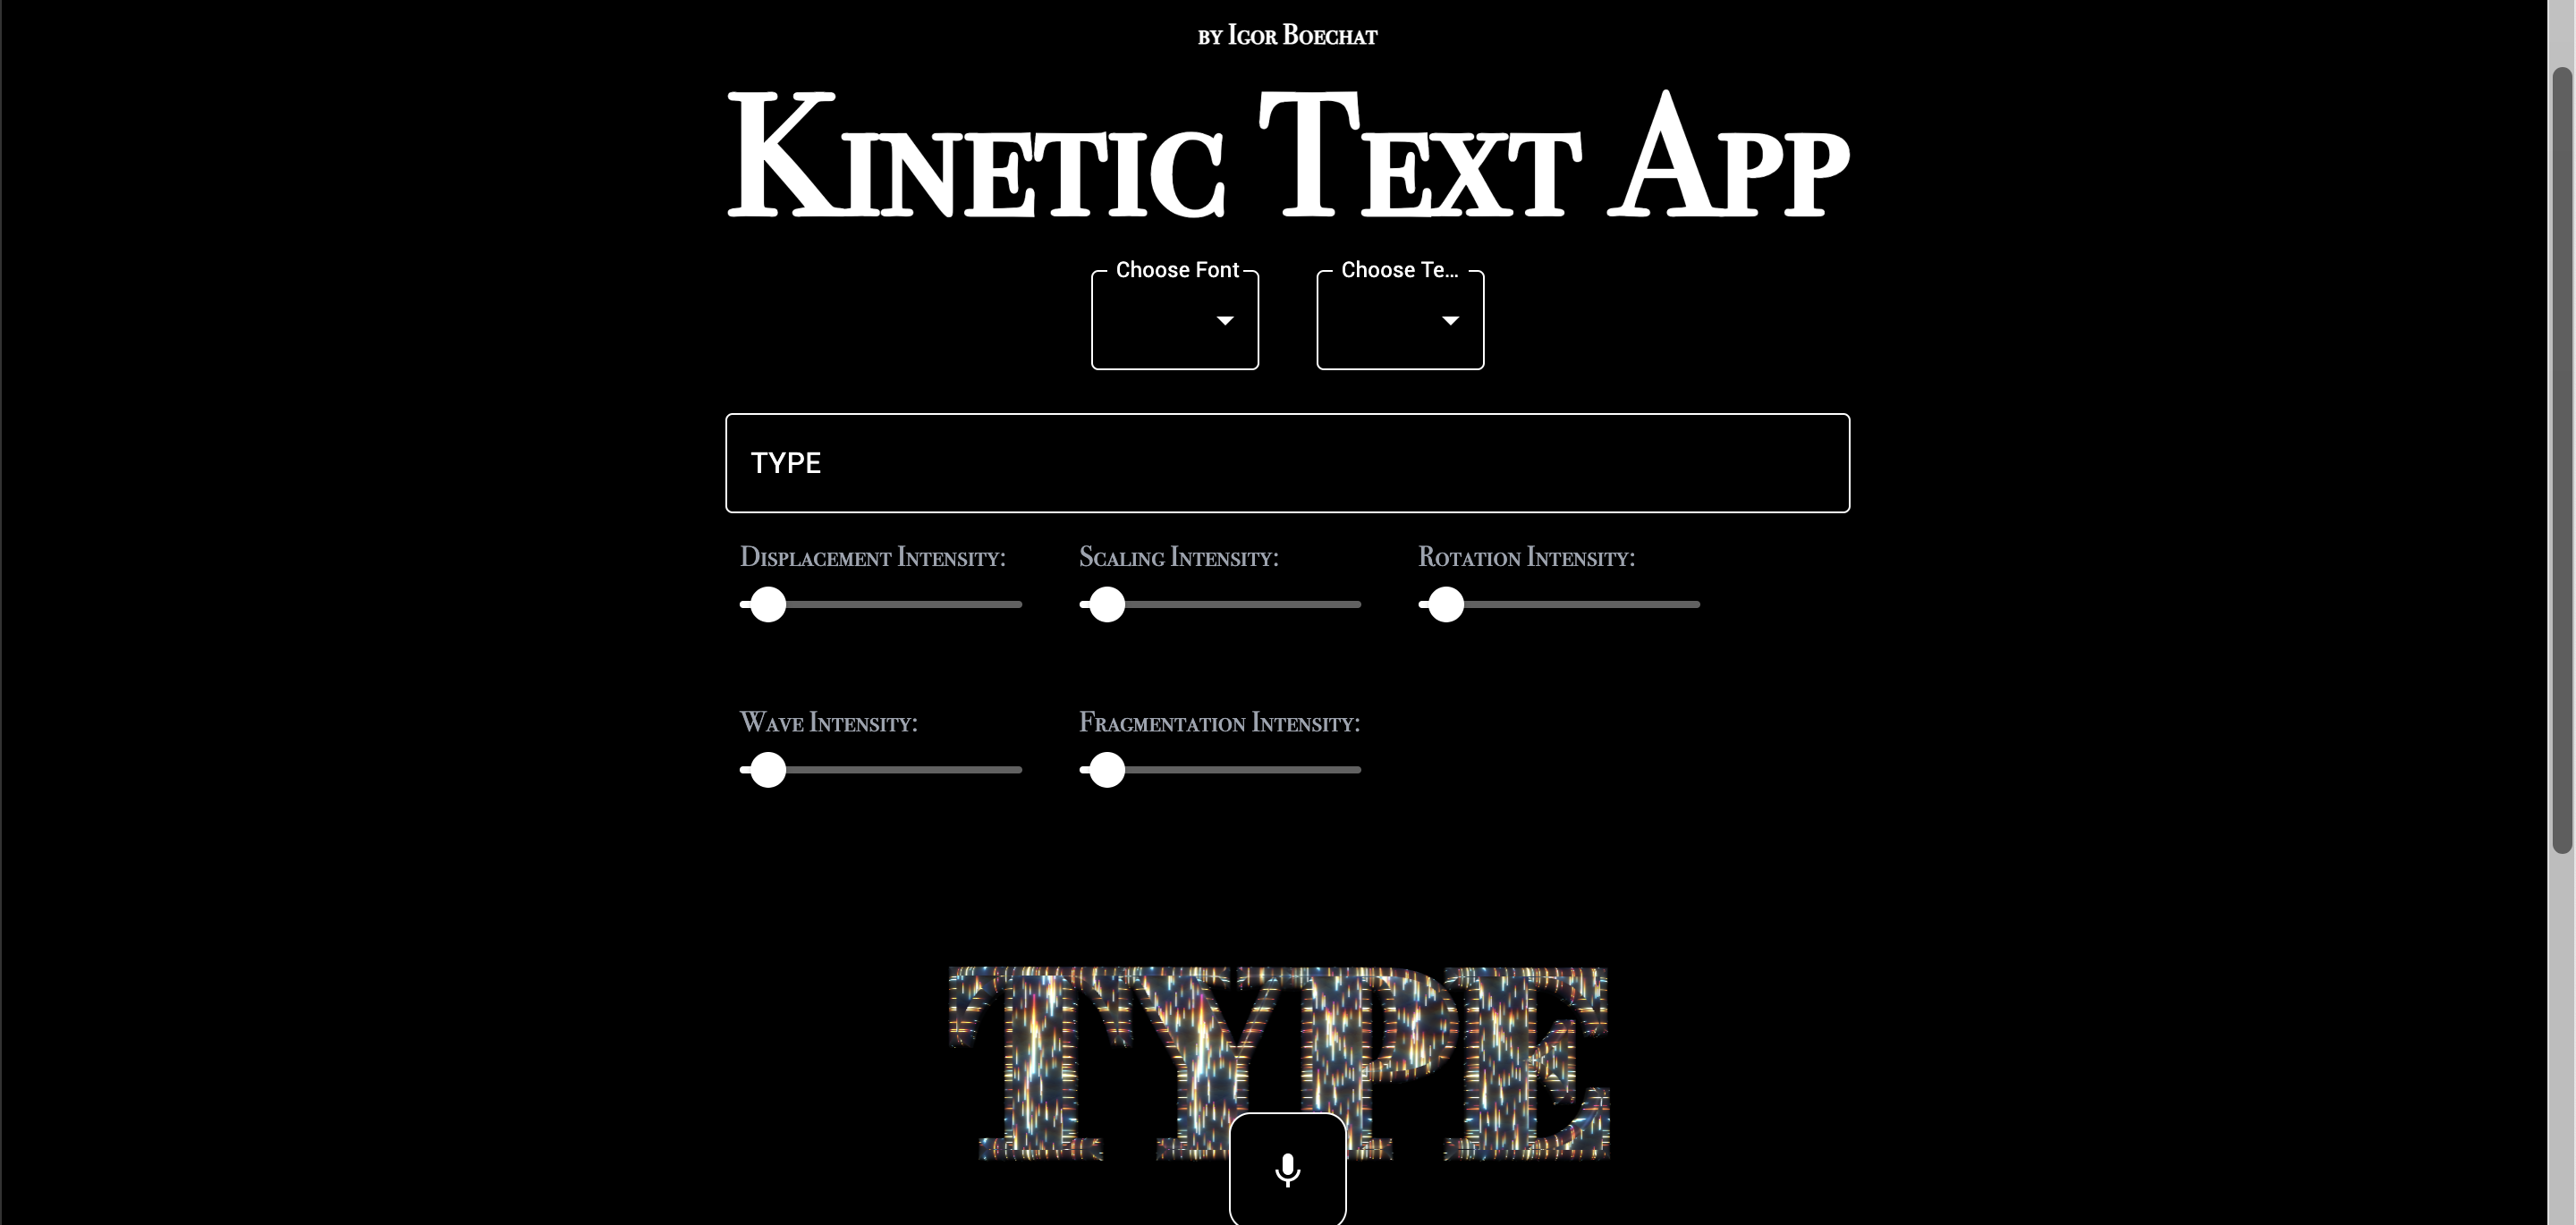 by Igor Boechat
Kinetic Text App
Choose Font
Choose Te...
TYPE
Displacement Intensity:
Scaling Intensity:
Rotation Intensity:
Wave Intensity:
Fragmentation Intensity:
TYPE